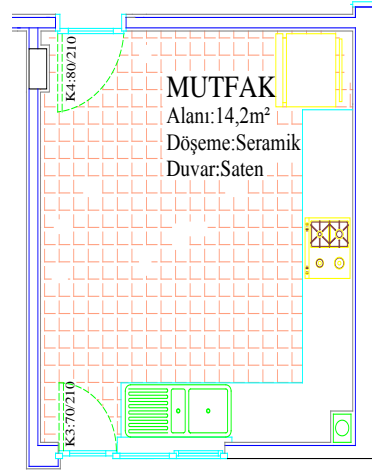 K4:80/210
MUTFAK
Alanı:14,2m²
Döşeme:Seramik
Duvar:Saten
K3:70/210